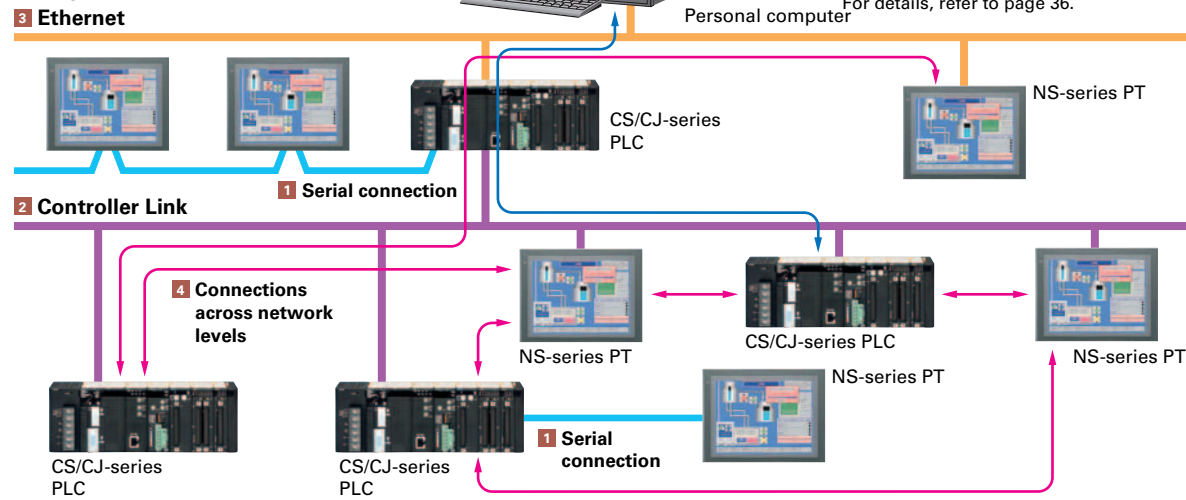 For details, refer to page 36.
Personal computer
3 Ethernet
NS-series PT
CS/CJ-series
PLC
1 Serial connection
2 Controller Link
4 Connections
across network
levels
NS-series PT
CS/CJ-series PLC
NS-series PT
NS-series PT
1 Serial
connection
CS/CJ-series
PLC
CS/CJ-series
PLC